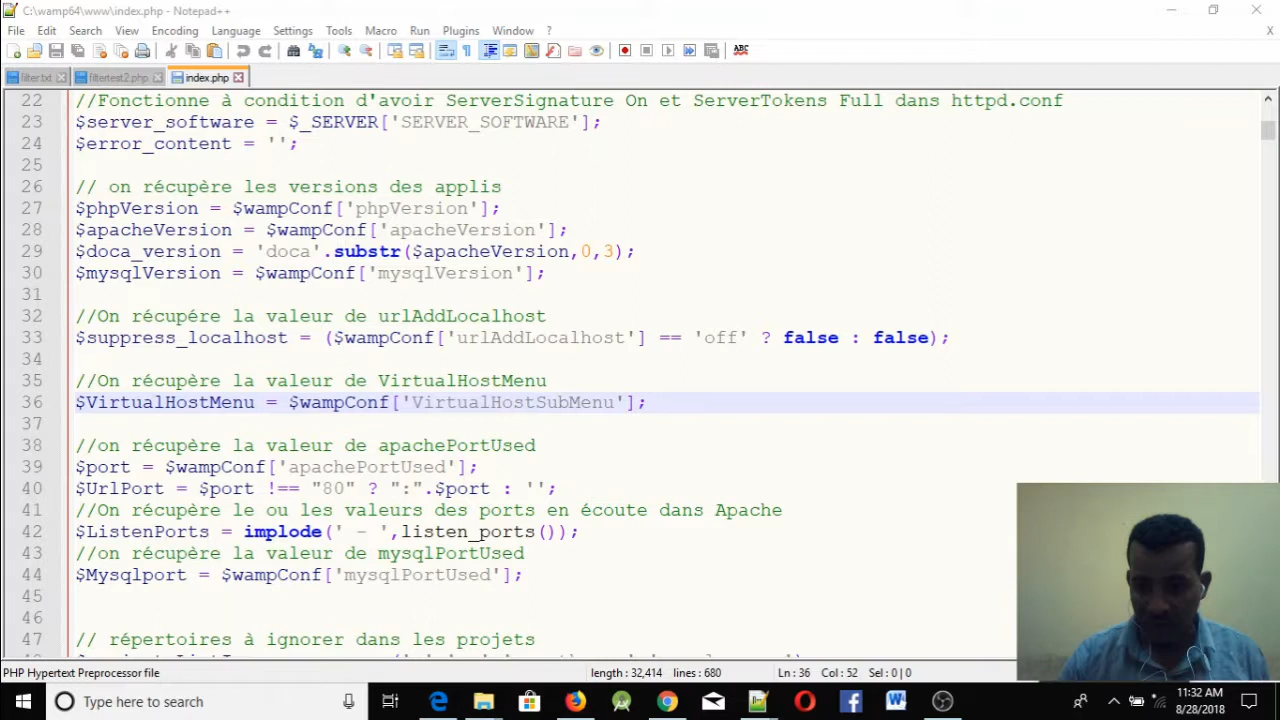 C:\wamp64\www\index.php - Notepad++
File Edit Search View Encoding Language Settings Tools Macro Run Plugins Window ? X
ABC
filter.txt filtertest2.php index.php
22 //Fonctionne à condition d'avoir ServerSignature On et ServerTokens Full dans httpd.conf
23 $server_software = $_SERVER['SERVER_SOFTWARE'];
24 $error_content = '';
25
26 // on récupère les versions des applis
27 $phpVersion = $wampConf['phpVersion'];
28 $apacheVersion = $wampConf['apacheVersion'];
29 $doca_version = 'doca'.substr($apacheVersion,0,3);
30 $mysqlVersion = $wampConf['mysqlVersion'];
31
32 //On récupére la valeur de urlAddLocalhost
33 $suppress_localhost = ($wampConf['urlAddLocalhost'] == 'off' ? false : false);
34
35 //On récupère la valeur de VirtualHostMenu
36 $VirtualHostMenu = $wampConf['VirtualHostSubMenu'];
37
38 //on récupère la valeur de apachePortUsed
39 $port = $wampConf['apachePortUsed'];
40 $UrlPort = $port !== "80" ? ":".$port : '';
41 //On récupère le ou les valeurs des ports en écoute dans Apache
42 $ListenPorts = implode(' - ',listen_ports());
43 //on récupère la valeur de mysqlPortUsed
44 $Mysqlport = $wampConf['mysqlPortUsed'];
45
46
47 // répertoires à ignorer dans les projets
PHP Hypertext Preprocessor file length : 32,414 lines : 680 Ln : 36 Col : 52 Sel : 0 | 0
Type here to search
11:32 AM
8/28/2018